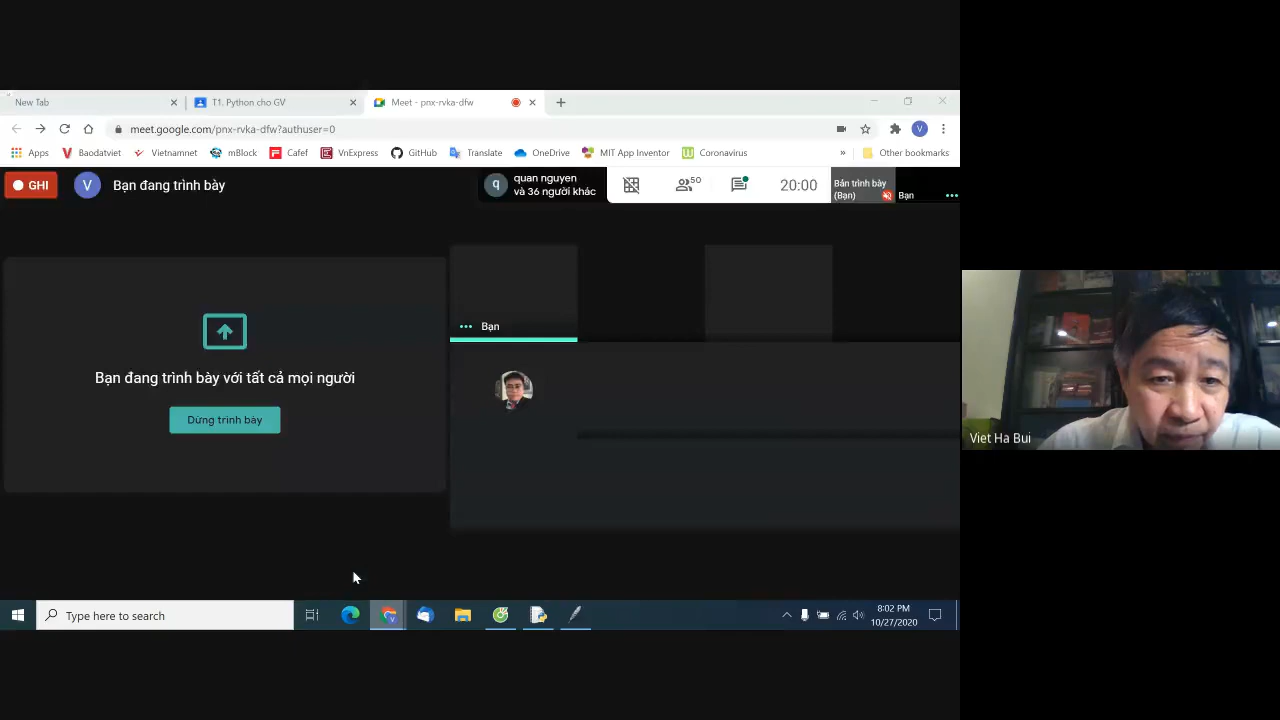 New Tab
T1. Python cho GV
Meet - pnx-rvka-dfw
meet.google.com/pnx-rvka-dfw?authuser=0
V
Apps
Baodatviet
Vietnamnet
mBlock
Cafef
VnExpress
GitHub
Translate
OneDrive
MIT App Inventor
Coronavirus
»
Other bookmarks
GHI
V
Bạn đang trình bày
q
quan nguyen
và 36 người khác
50
20:00
Bản trình bày
(Bạn)
Bạn
Bạn
Bạn đang trình bày với tất cả mọi người
Dừng trình bày
Viet Ha Bui
Type here to search
8:02 PM
10/27/2020